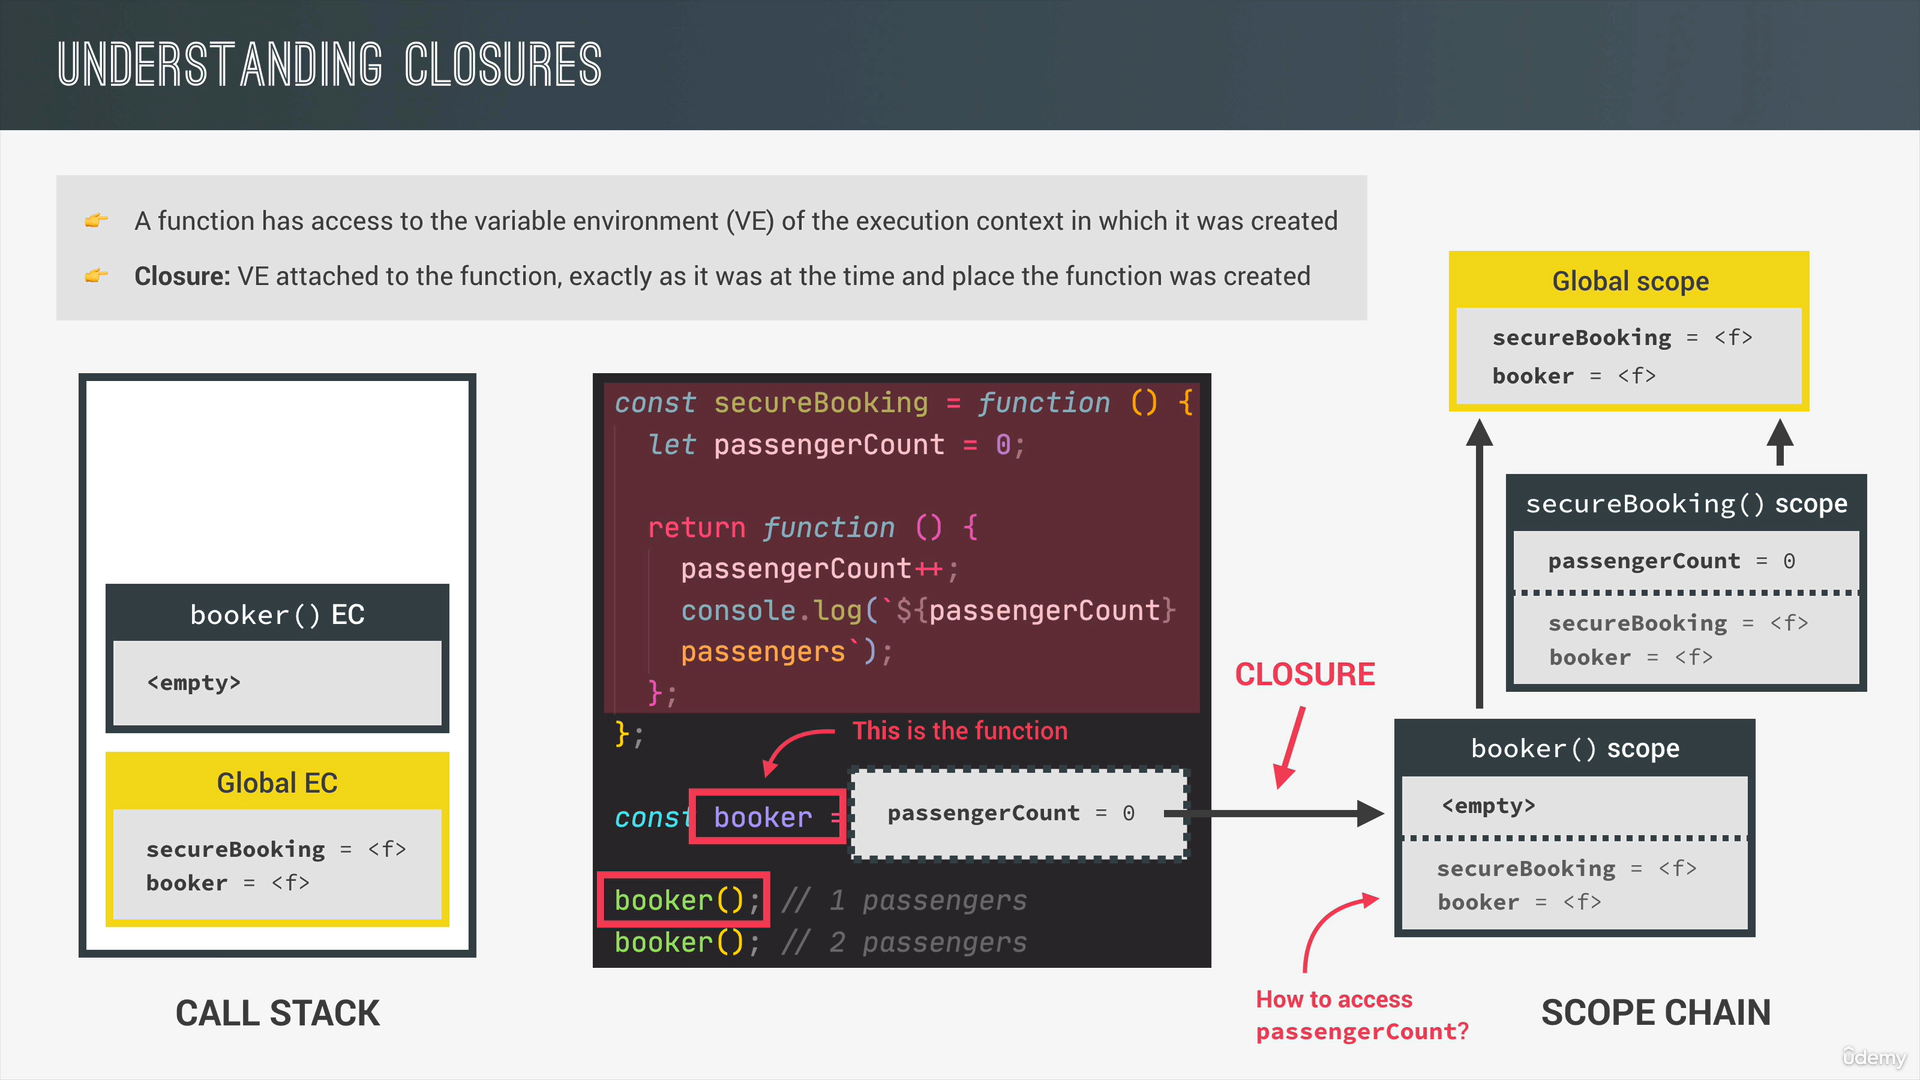 UNDERSTANDING CLOSURES
👉 A function has access to the variable environment (VE) of the execution context in which it was created
👉 Closure: VE attached to the function, exactly as it was at the time and place the function was created
booker() EC
<empty>
Global EC
secureBooking = <f>
booker = <f>
CALL STACK
const secureBooking = function () {
let passengerCount = 0;
return function () {
passengerCount++;
console.log(`${passengerCount}
passengers`);
};
};
This is the function
const booker =
passengerCount = 0
booker(); // 1 passengers
booker(); // 2 passengers
CLOSURE
Global scope
secureBooking = <f>
booker = <f>
secureBooking() scope
passengerCount = 0
secureBooking = <f>
booker = <f>
booker() scope
<empty>
secureBooking = <f>
booker = <f>
How to access
passengerCount?
SCOPE CHAIN
ûdemy